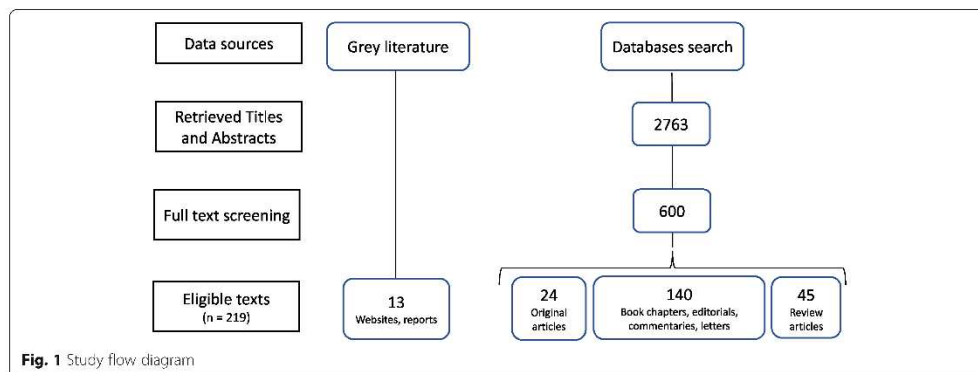 Data sources
Grey literature
Databases search
Retrieved Titles
and Abstracts
2763
Full text screening
600
Eligible texts
(n = 219)
13
Websites, reports
24
Original
articles
140
Book chapters, editorials,
commentaries, letters
45
Review
articles
Fig. 1 Study flow diagram